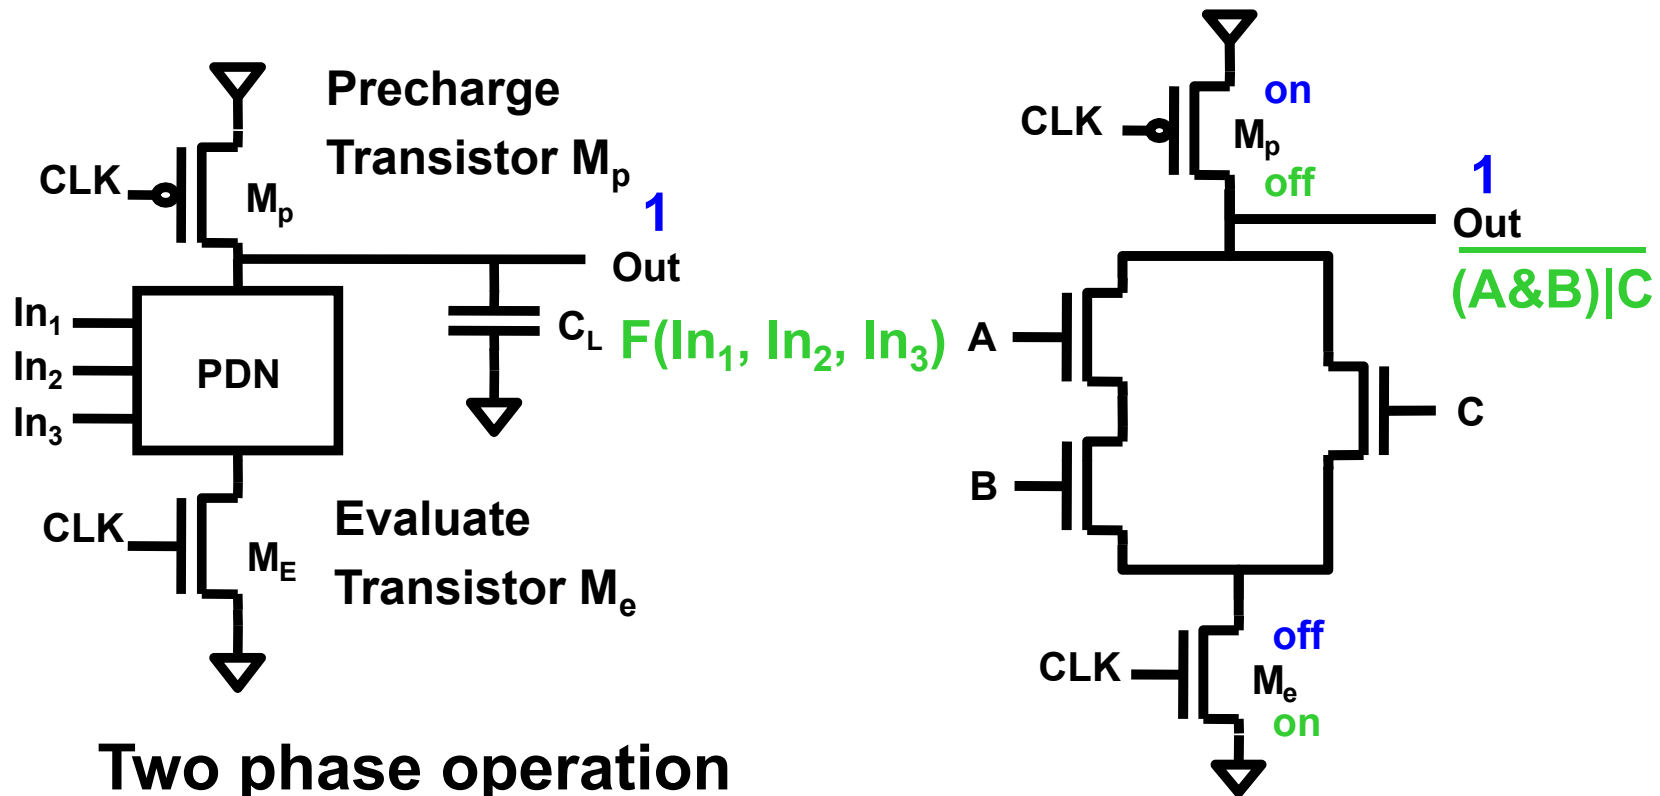 Precharge
Transistor Mp
CLK
Mp
1
Out
In1
In2
In3
PDN
CL
F(In1, In2, In3)
CLK
ME
Evaluate
Transistor Me
Two phase operation
CLK
on
Mp
off
1
Out
(A&B)|C
A
B
C
CLK
off
Me
on